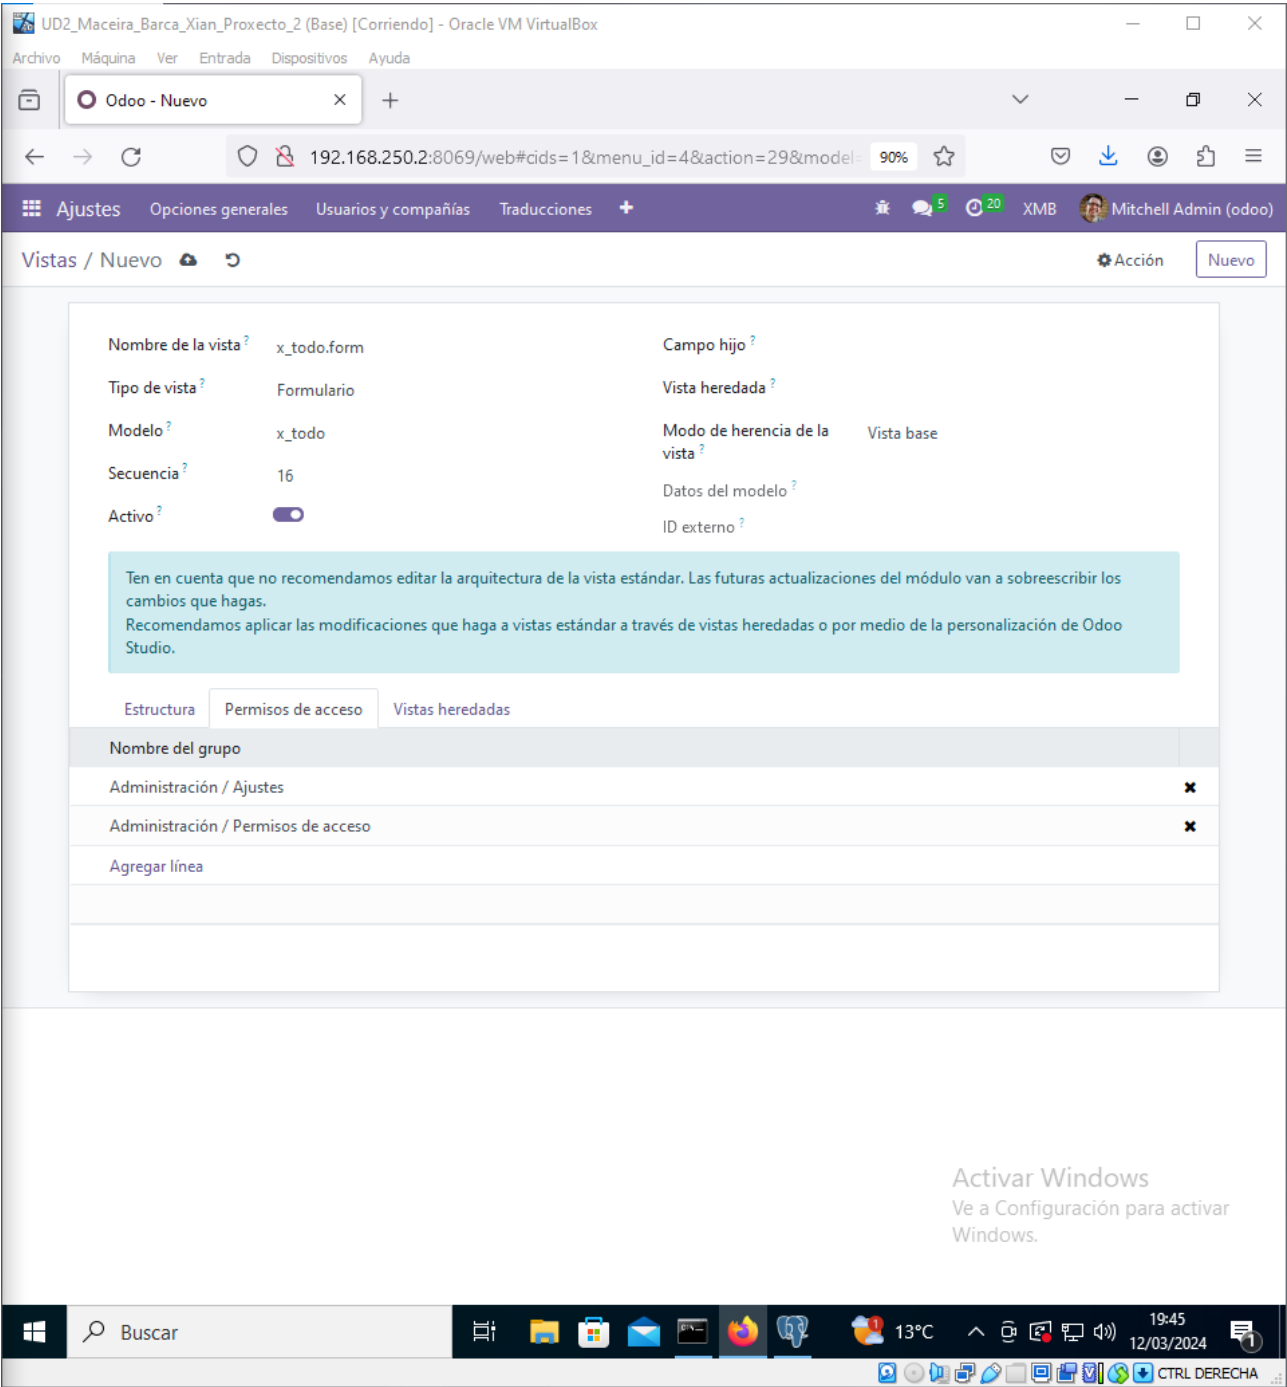 UD2_Maceira_Barca_Xian_Proxecto_2 (Base) [Corriendo] - Oracle VM VirtualBox
Archivo Máquina Ver Entrada Dispositivos Ayuda
Odoo - Nuevo
192.168.250.2:8069/web#cids=1&menu_id=4&action=29&model= 90%
Ajustes Opciones generales Usuarios y compañías Traducciones + 5 20 XMB Mitchell Admin (odoo)
Vistas / Nuevo Acción Nuevo
Nombre de la vista ? x_todo.form Campo hijo ?
Tipo de vista ? Formulario Vista heredada ?
Modelo ? x_todo Modo de herencia de la vista ? Vista base
Secuencia ? 16 Datos del modelo ?
Activo ? ID externo ?
Ten en cuenta que no recomendamos editar la arquitectura de la vista estándar. Las futuras actualizaciones del módulo van a sobreescribir los
cambios que hagas.
Recomendamos aplicar las modificaciones que haga a vistas estándar a través de vistas heredadas o por medio de la personalización de Odoo
Studio.
Estructura Permisos de acceso Vistas heredadas
Nombre del grupo
Administración / Ajustes
Administración / Permisos de acceso
Agregar línea
Activar Windows
Ve a Configuración para activar
Windows.
Buscar 1 13°C 19:45
12/03/2024 1
CTRL DERECHA